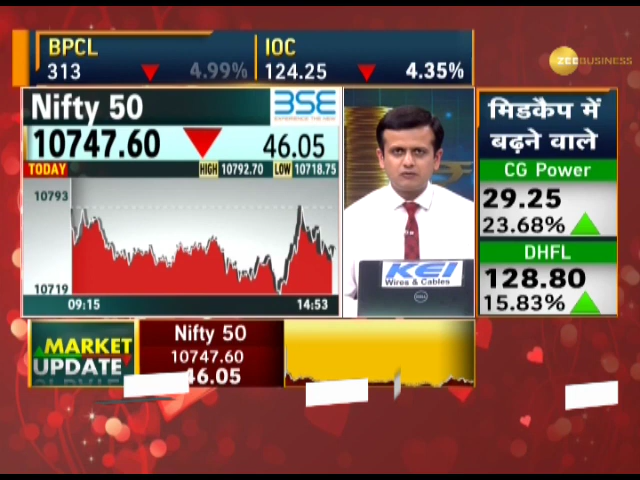 BPCL
313 4.99%
IOC
124.25 4.35%
ZEEBUSINESS
Nifty 50
BSE
EXPERIENCE THE NEW
10747.60 46.05
TODAY HIGH 10792.70 LOW 10718.75
10793
10719
09:15 14:53
KEI
Wires & Cables
DELL
मिडकैप में
बढ़ने वाले
CG Power
29.25
23.68%
DHFL
128.80
15.83%
MARKET
UPDATE
Nifty 50
10747.60
46.05